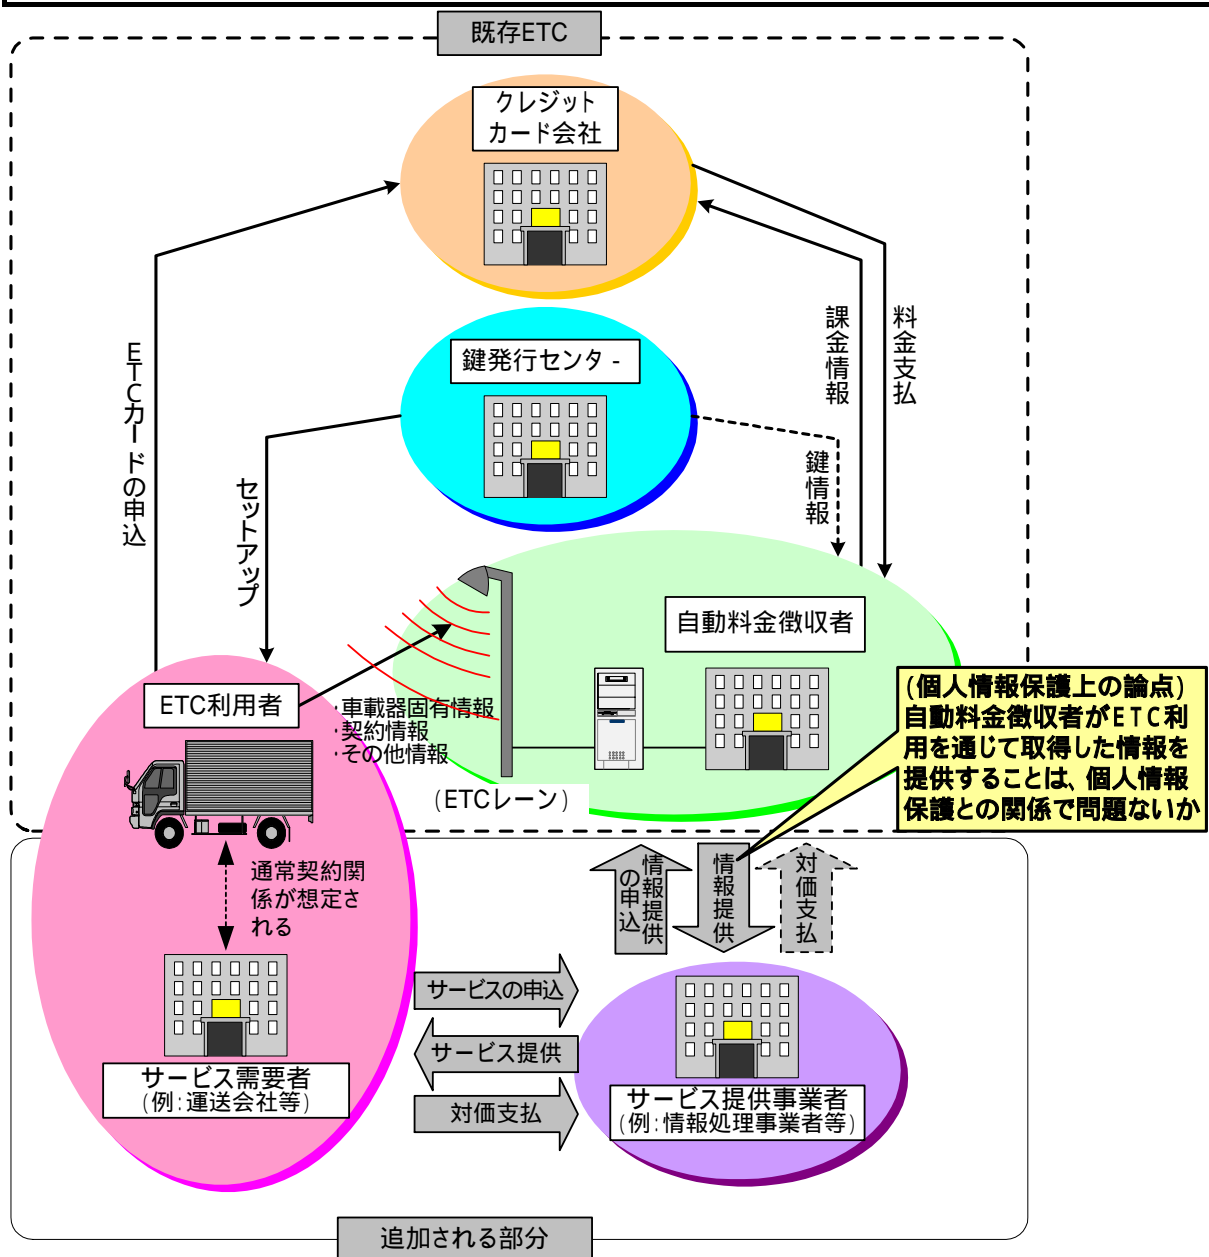 既存ETC
クレジット
カード会社
鍵発行センタ-
ETCカードの申込
セットアップ
課金情報
料金支払
鍵情報
自動料金徴収者
ETC利用者
・車載器固有情報
・契約情報
・その他情報
(ETCレーン)
(個人情報保護上の論点)
自動料金徴収者がETC利
用を通じて取得した情報を
提供することは、個人情報
保護との関係で問題ないか
通常契約関
係が想定さ
れる
情報提供
の申込
情報提供
対価支払
サービスの申込
サービス提供
対価支払
サービス需要者
(例:運送会社等)
サービス提供事業者
(例:情報処理事業者等)
追加される部分